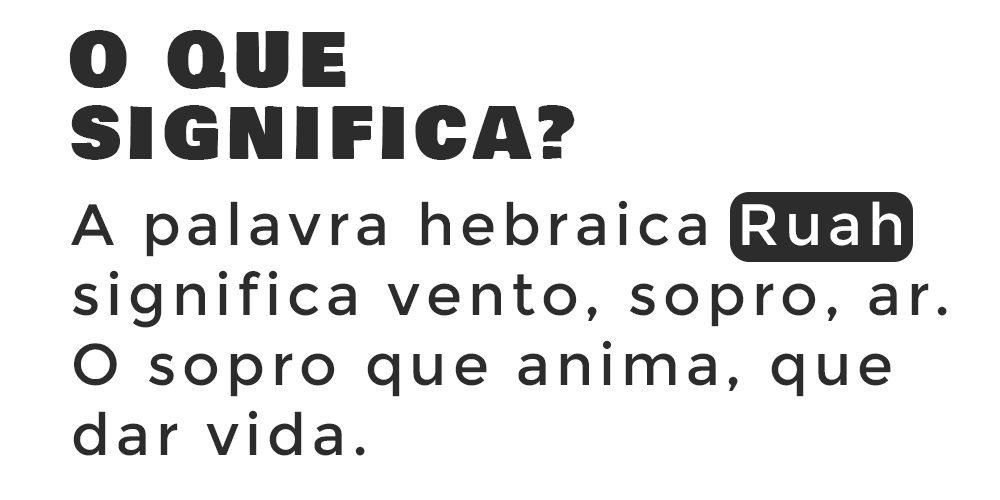 O QUE
SIGNIFICA?
A palavra hebraica Ruah
significa vento, sopro, ar.
O sopro que anima, que
dar vida.